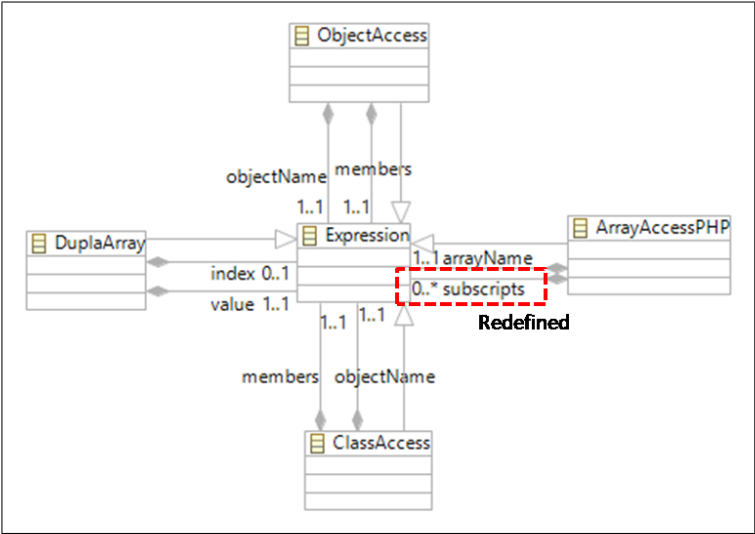 ObjectAccess
objectName members
1..1 1..1
Expression
DuplaArray
ArrayAccessPHP
1..1 arrayName
index 0..1
0..* subscripts
value 1..1
1..1 1..1
Redefined
members objectName
ClassAccess